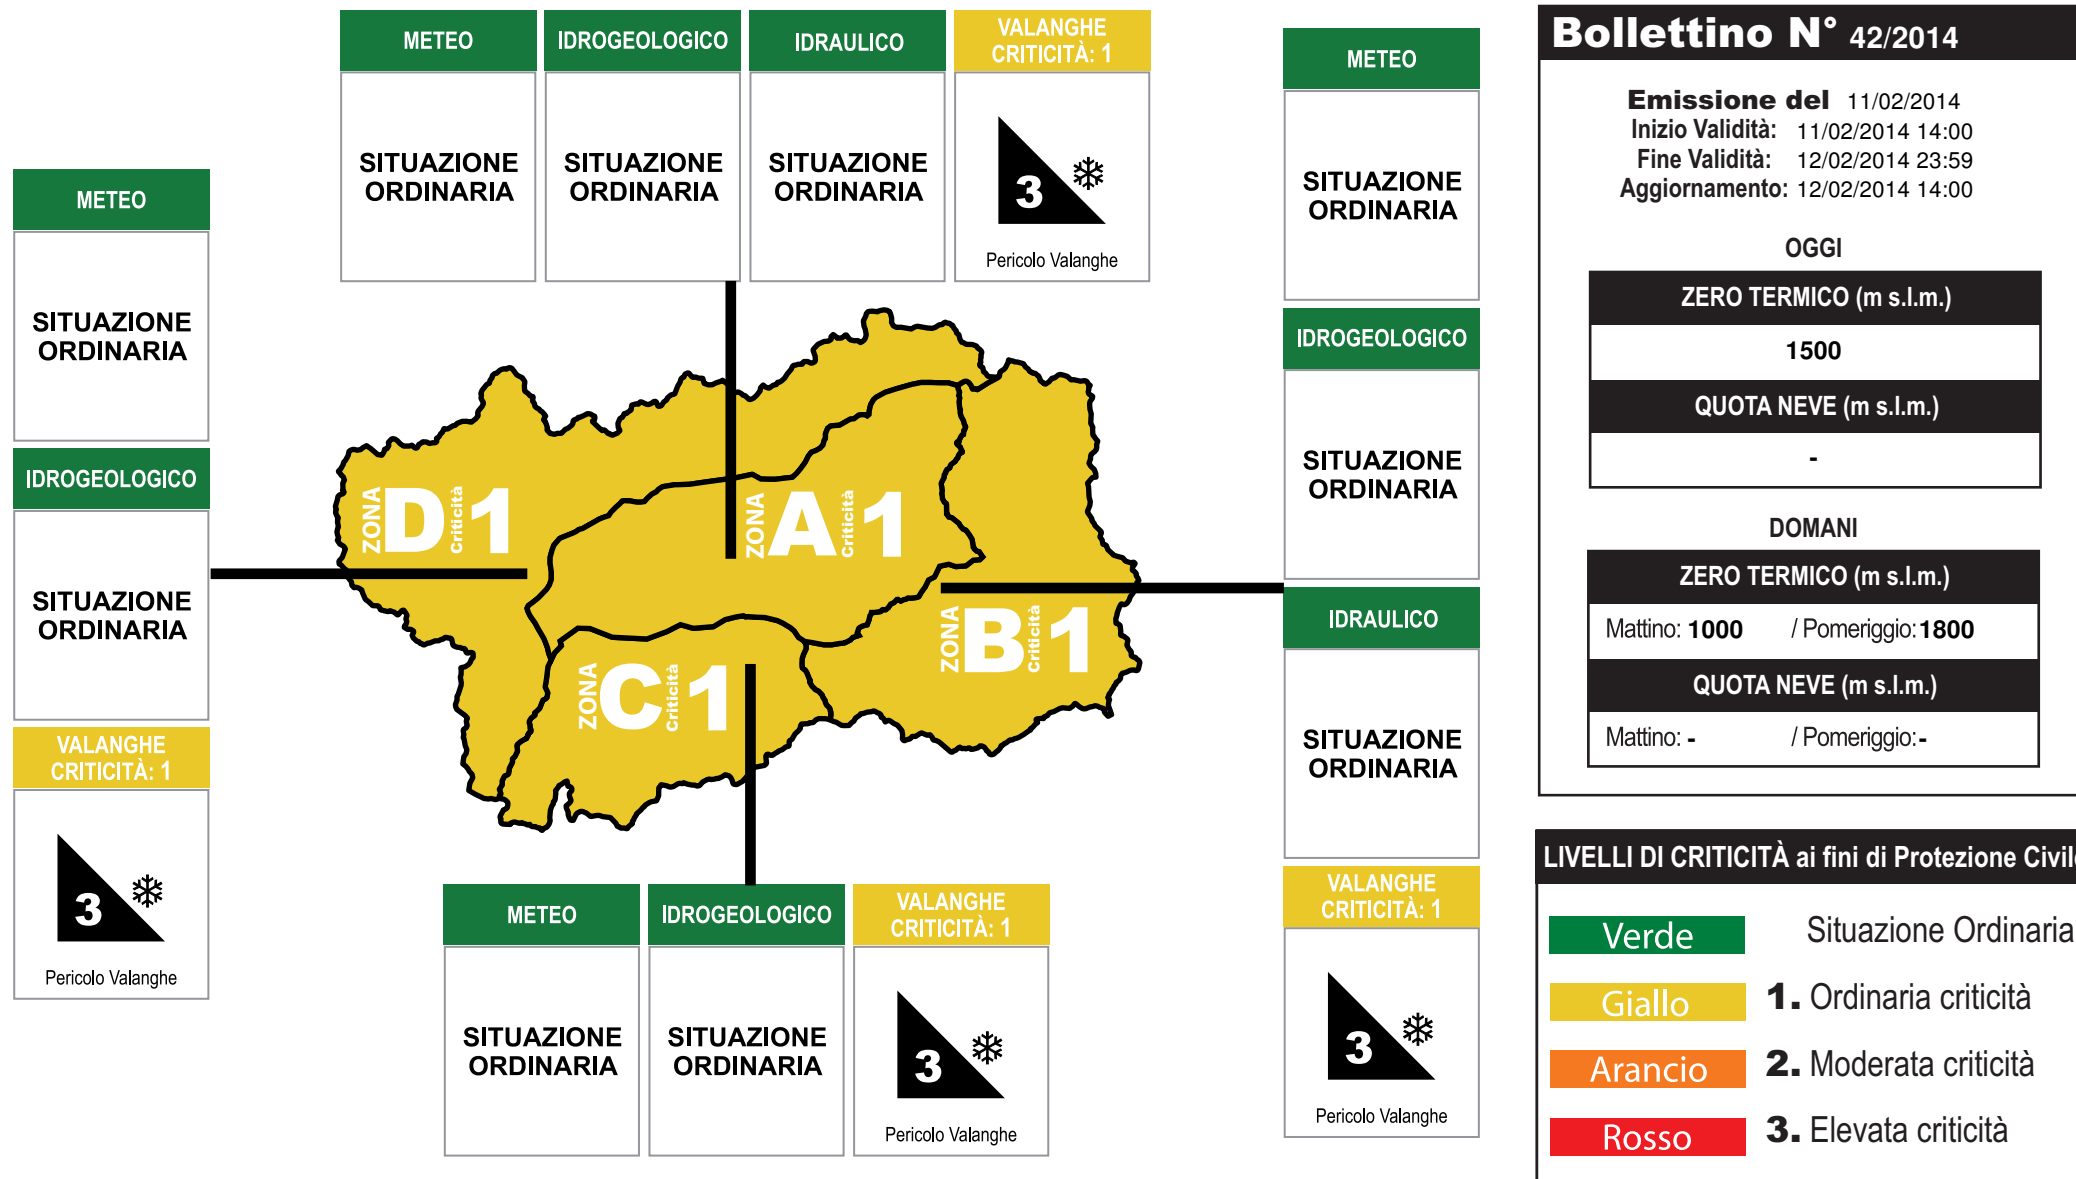 METEO
IDROGEOLOGICO
IDRAULICO
VALANGHE
CRITICITÀ: 1
SITUAZIONE
ORDINARIA
SITUAZIONE
ORDINARIA
SITUAZIONE
ORDINARIA
3
Pericolo Valanghe
METEO
SITUAZIONE
ORDINARIA
IDROGEOLOGICO
SITUAZIONE
ORDINARIA
VALANGHE
CRITICITÀ: 1
3
Pericolo Valanghe
ZONA D Criticità 1
ZONA A Criticità 1
ZONA B Criticità 1
ZONA C Criticità 1
METEO
IDROGEOLOGICO
VALANGHE
CRITICITÀ: 1
SITUAZIONE
ORDINARIA
SITUAZIONE
ORDINARIA
3
Pericolo Valanghe
METEO
SITUAZIONE
ORDINARIA
IDROGEOLOGICO
SITUAZIONE
ORDINARIA
IDRAULICO
SITUAZIONE
ORDINARIA
VALANGHE
CRITICITÀ: 1
3
Pericolo Valanghe
Bollettino N° 42/2014
Emissione del 11/02/2014
Inizio Validità: 11/02/2014 14:00
Fine Validità: 12/02/2014 23:59
Aggiornamento: 12/02/2014 14:00
OGGI
ZERO TERMICO (m s.l.m.)
1500
QUOTA NEVE (m s.l.m.)
-
DOMANI
ZERO TERMICO (m s.l.m.)
Mattino: 1000 / Pomeriggio: 1800
QUOTA NEVE (m s.l.m.)
Mattino: - / Pomeriggio: -
LIVELLI DI CRITICITÀ ai fini di Protezione Civile
Verde Situazione Ordinaria
Giallo 1. Ordinaria criticità
Arancio 2. Moderata criticità
Rosso 3. Elevata criticità